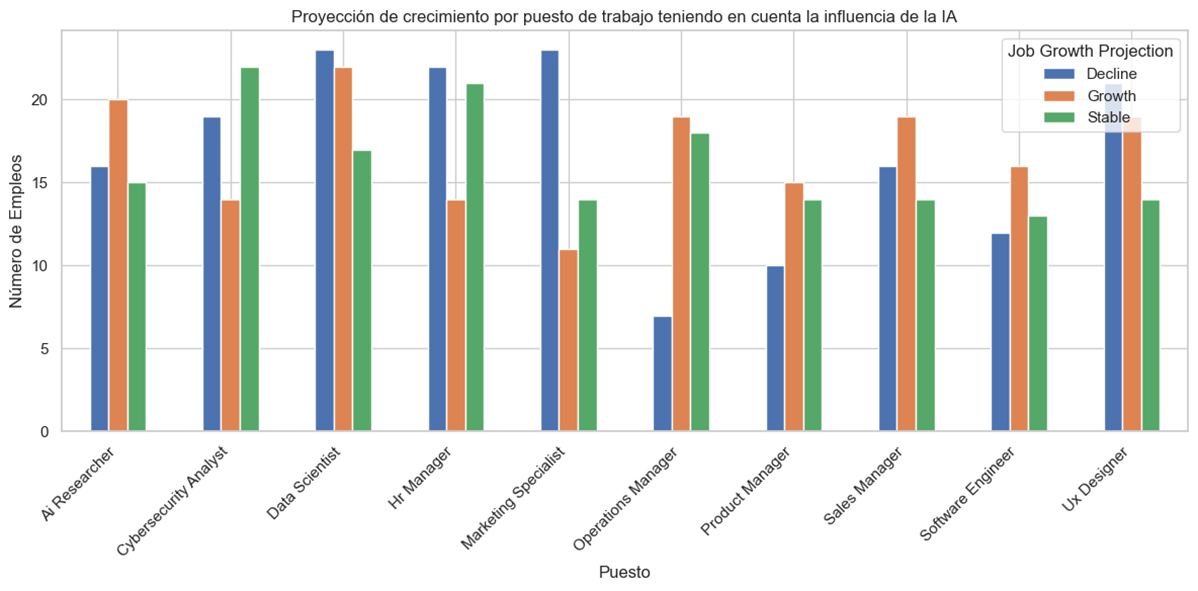 Proyección de crecimiento por puesto de trabajo teniendo en cuenta la influencia de la IA
Job Growth Projection
Decline
Growth
Stable
Número de Empleos
20
15
10
5
0
Ai Researcher
Cybersecurity Analyst
Data Scientist
Hr Manager
Marketing Specialist
Operations Manager
Product Manager
Sales Manager
Software Engineer
Ux Designer
Puesto